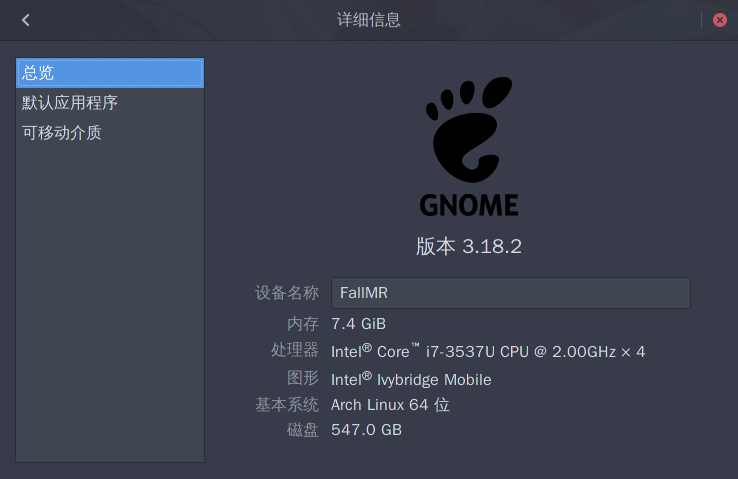 详细信息
总览
默认应用程序
可移动介质
GNOME
版本 3.18.2
设备名称 FallMR
内存 7.4 GiB
处理器 Intel® Core™ i7-3537U CPU @ 2.00GHz × 4
图形 Intel® Ivybridge Mobile
基本系统 Arch Linux 64 位
磁盘 547.0 GB